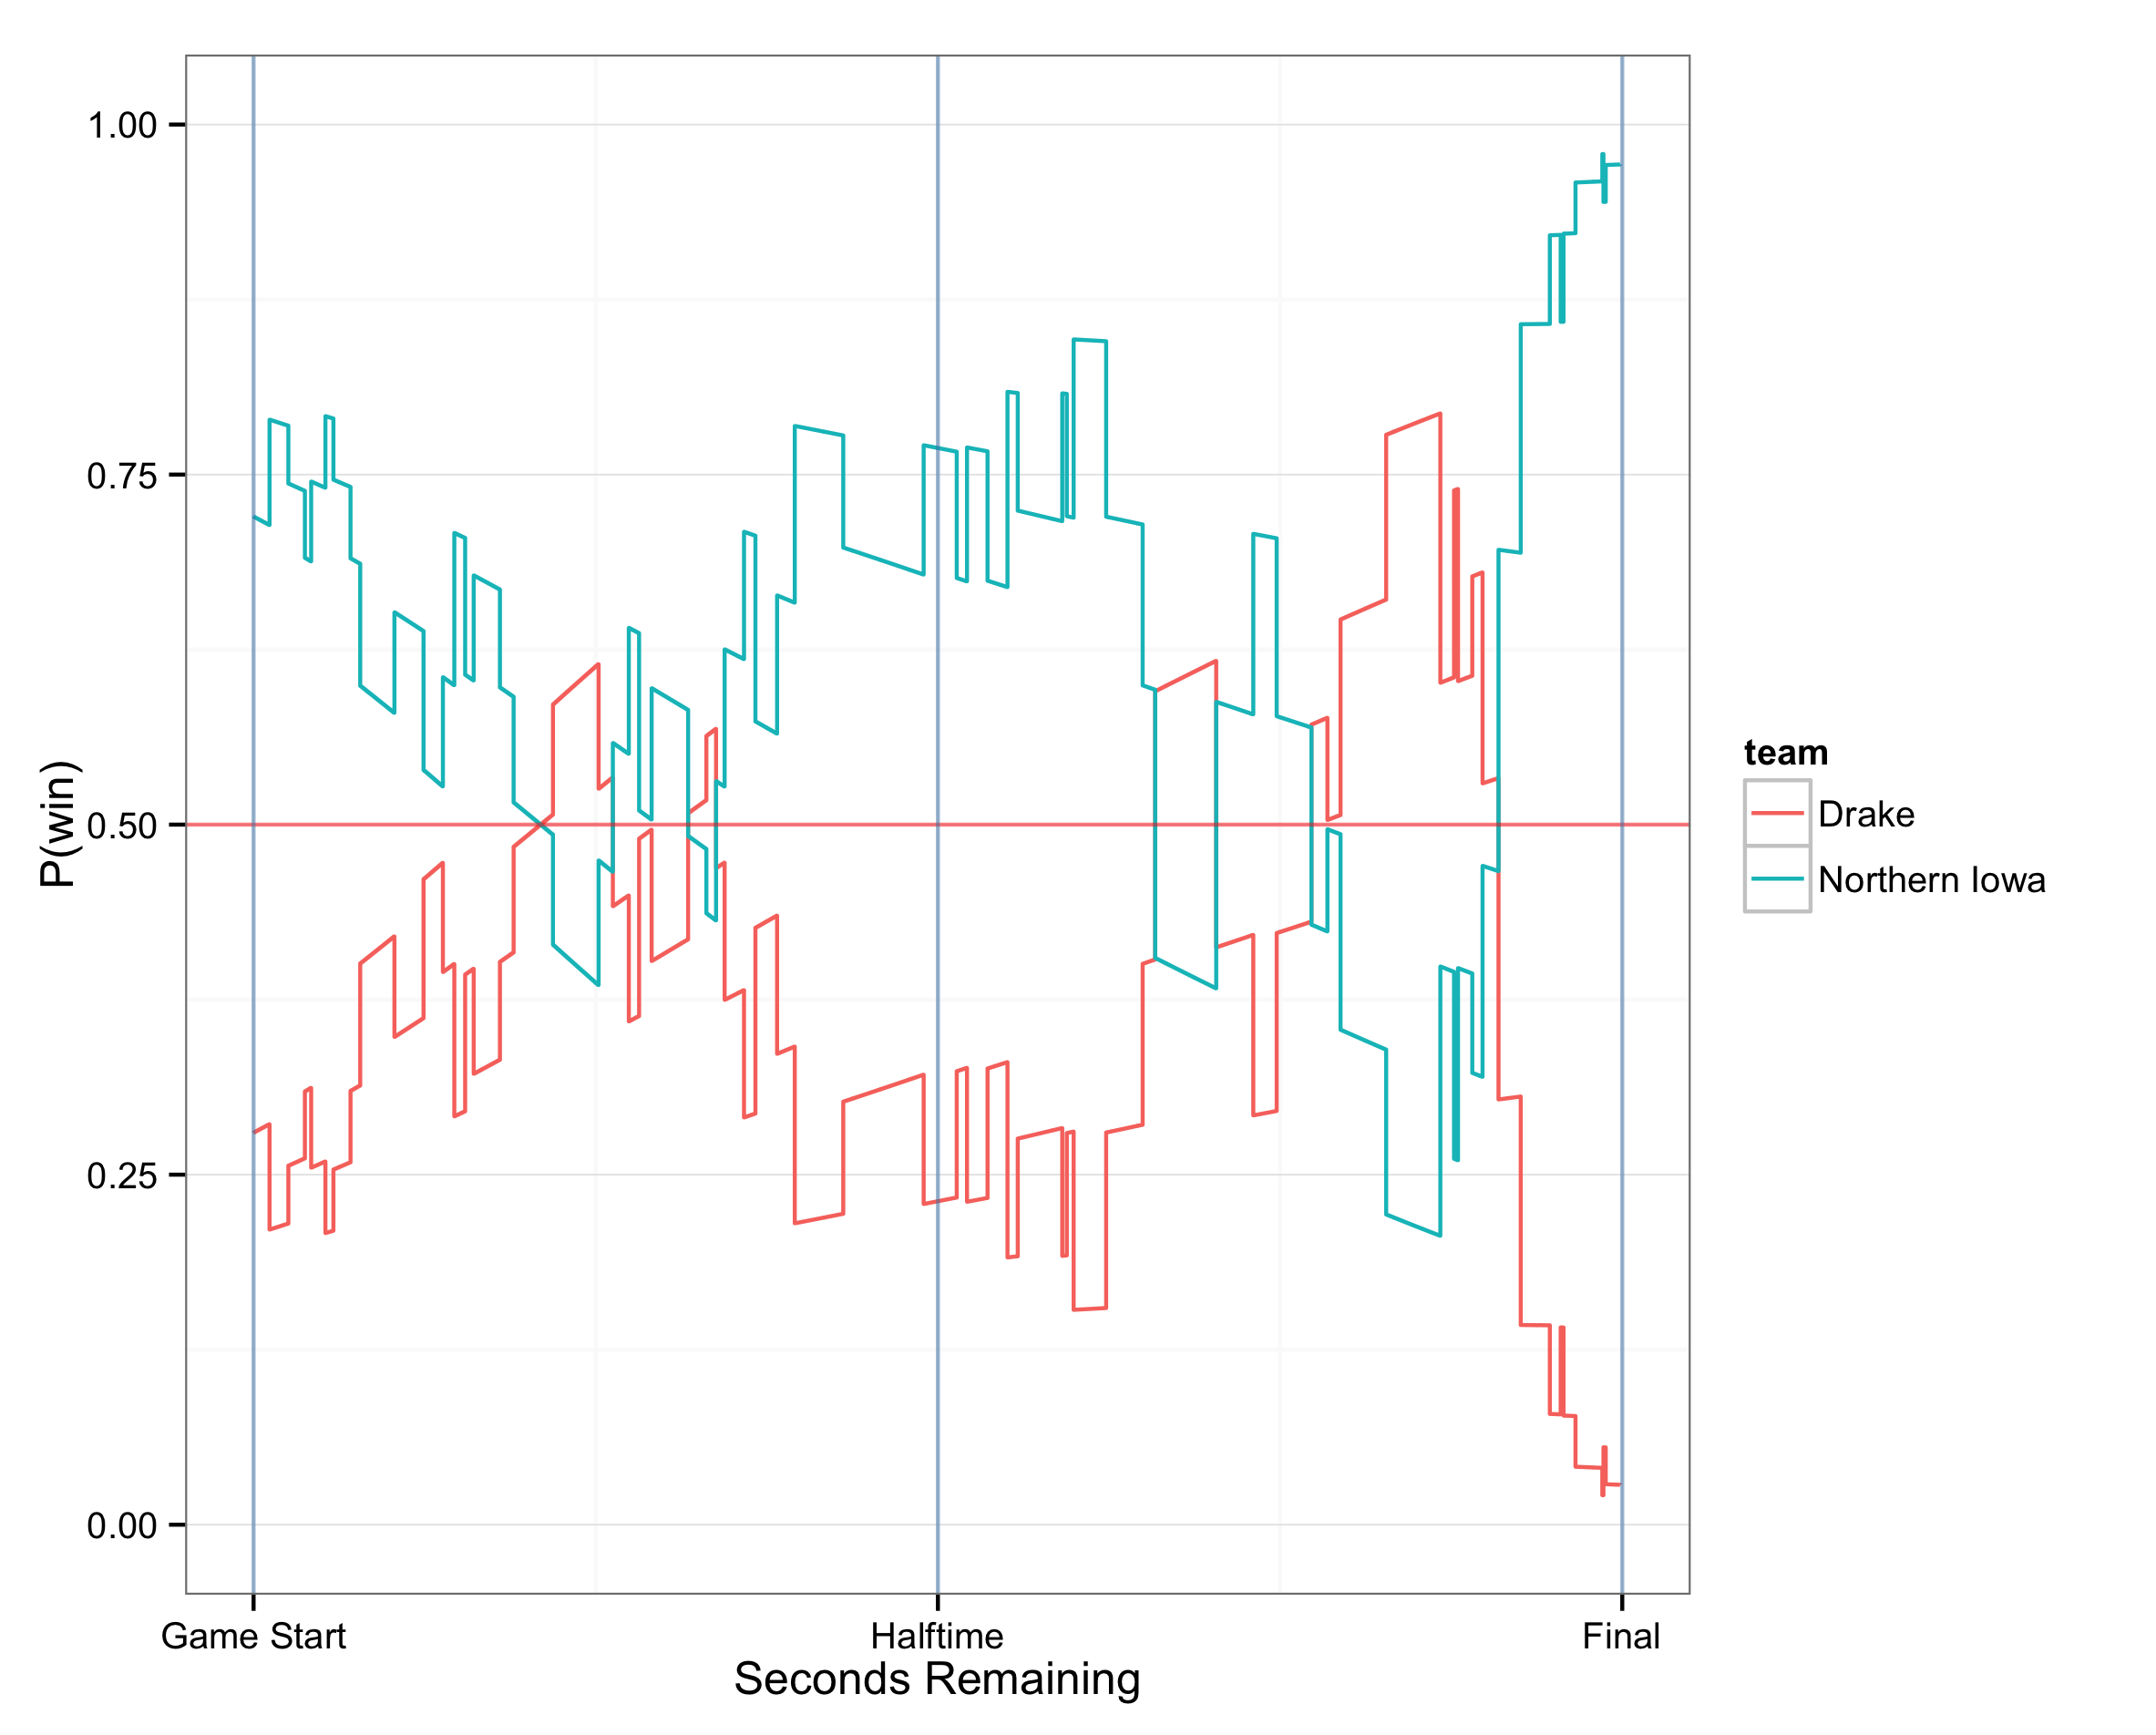 P(win)
1.00
0.75
0.50
0.25
0.00
Game Start
Halftime
Final
Seconds Remaining
team
Drake
Northern Iowa